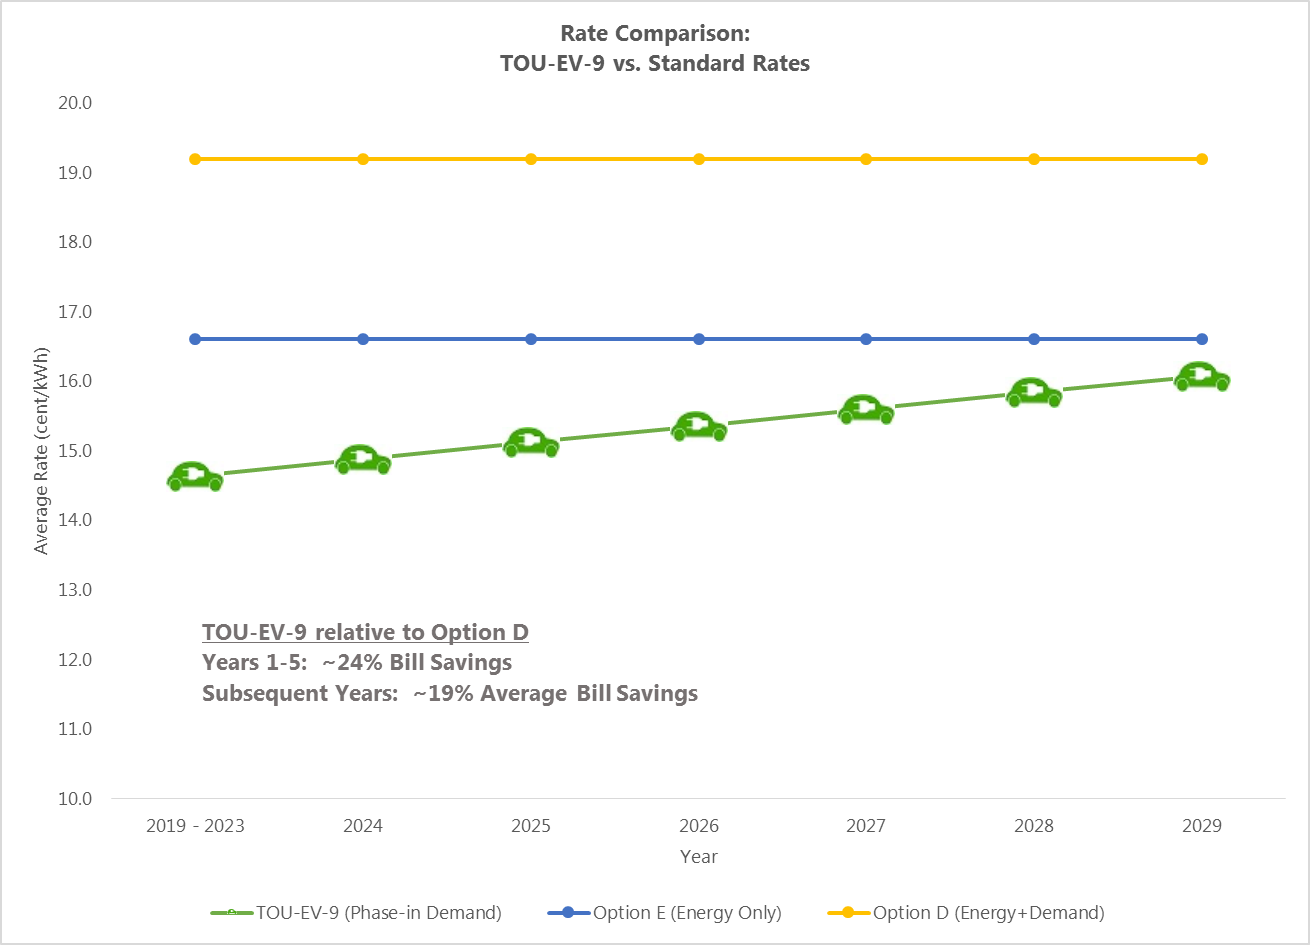 Rate Comparison:
TOU-EV-9 vs. Standard Rates
20.0
19.0
18.0
17.0
16.0
15.0
14.0
13.0
12.0
11.0
10.0
Average Rate (cent/kWh)
TOU-EV-9 relative to Option D
Years 1-5: ~24% Bill Savings
Subsequent Years: ~19% Average Bill Savings
2019 - 2023 2024 2025 2026 2027 2028 2029
Year
TOU-EV-9 (Phase-in Demand) Option E (Energy Only) Option D (Energy+Demand)